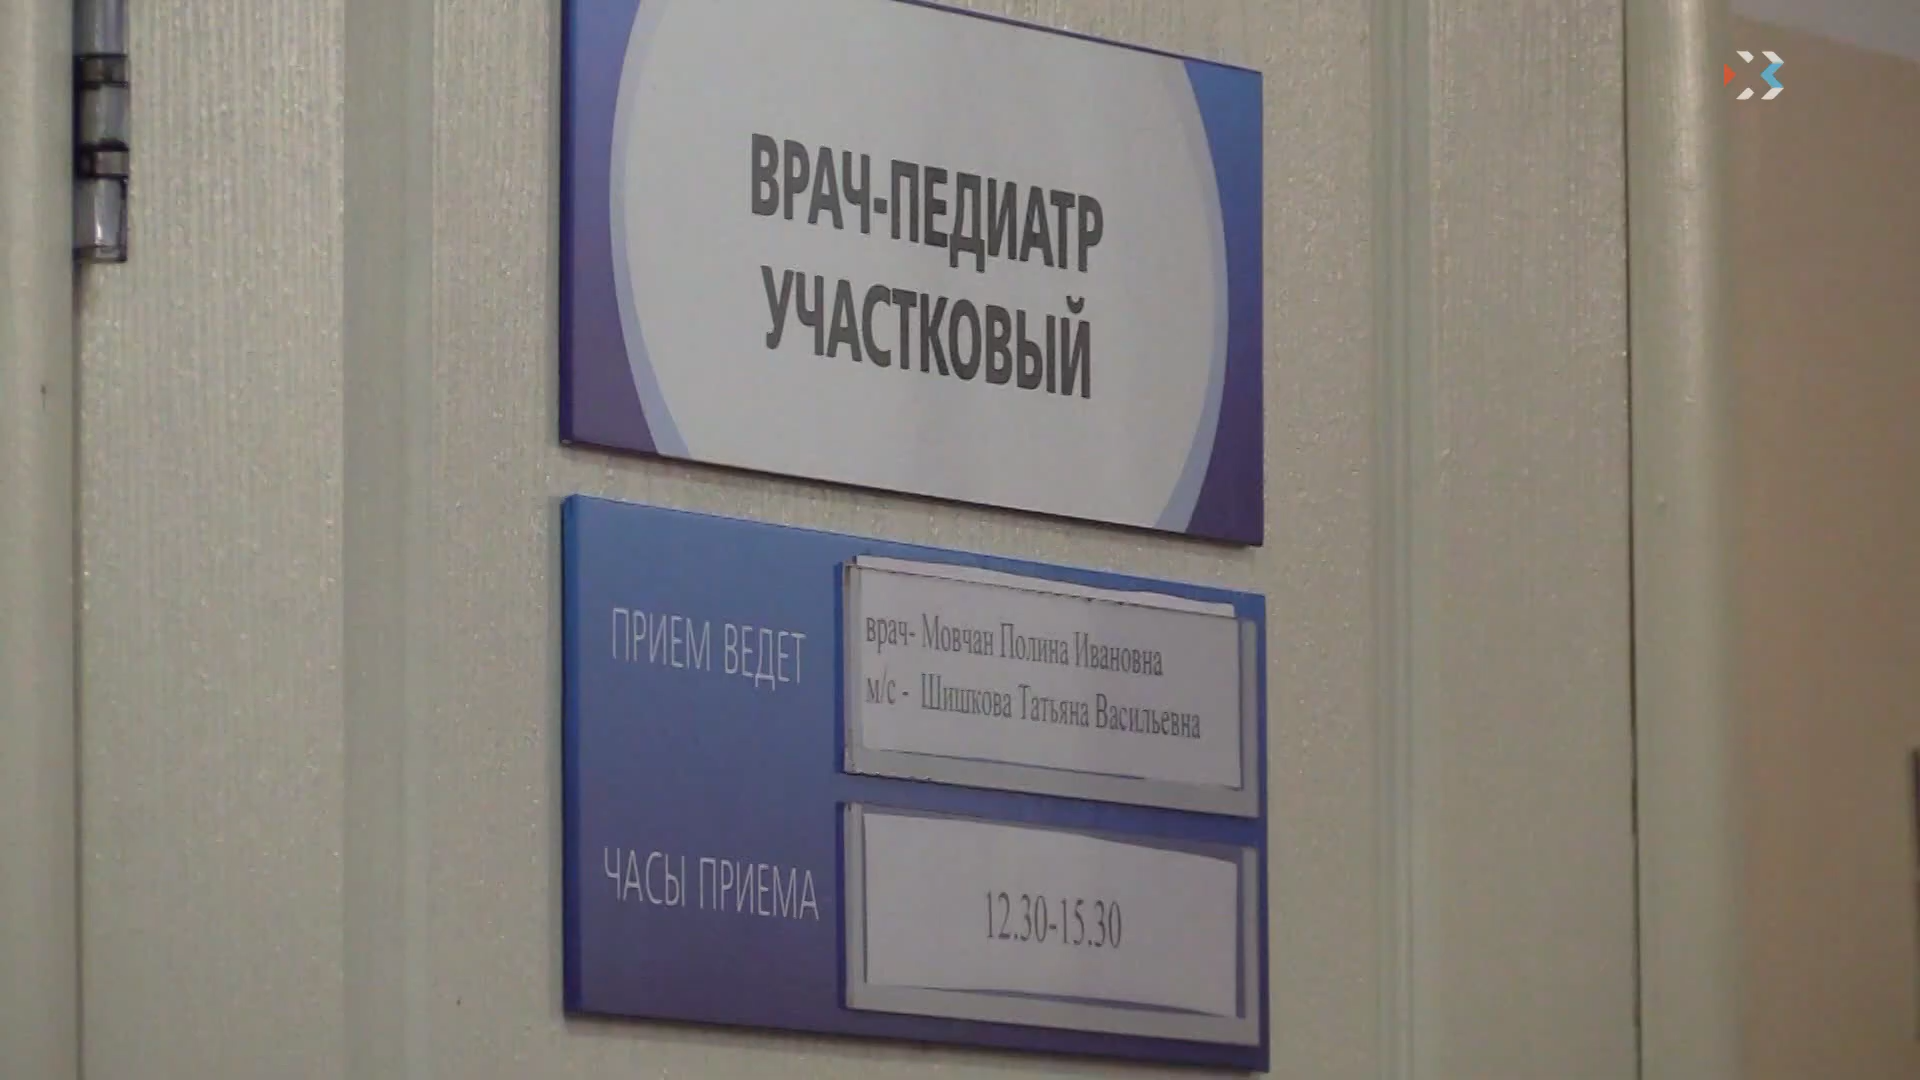 ВРАЧ-ПЕДИАТР
УЧАСТКОВЫЙ
ПРИЕМ ВЕДЕТ
врач- Мовчан Полина Ивановна
м/с - Шишкова Татьяна Васильевна
ЧАСЫ ПРИЕМА
12.30-15.30